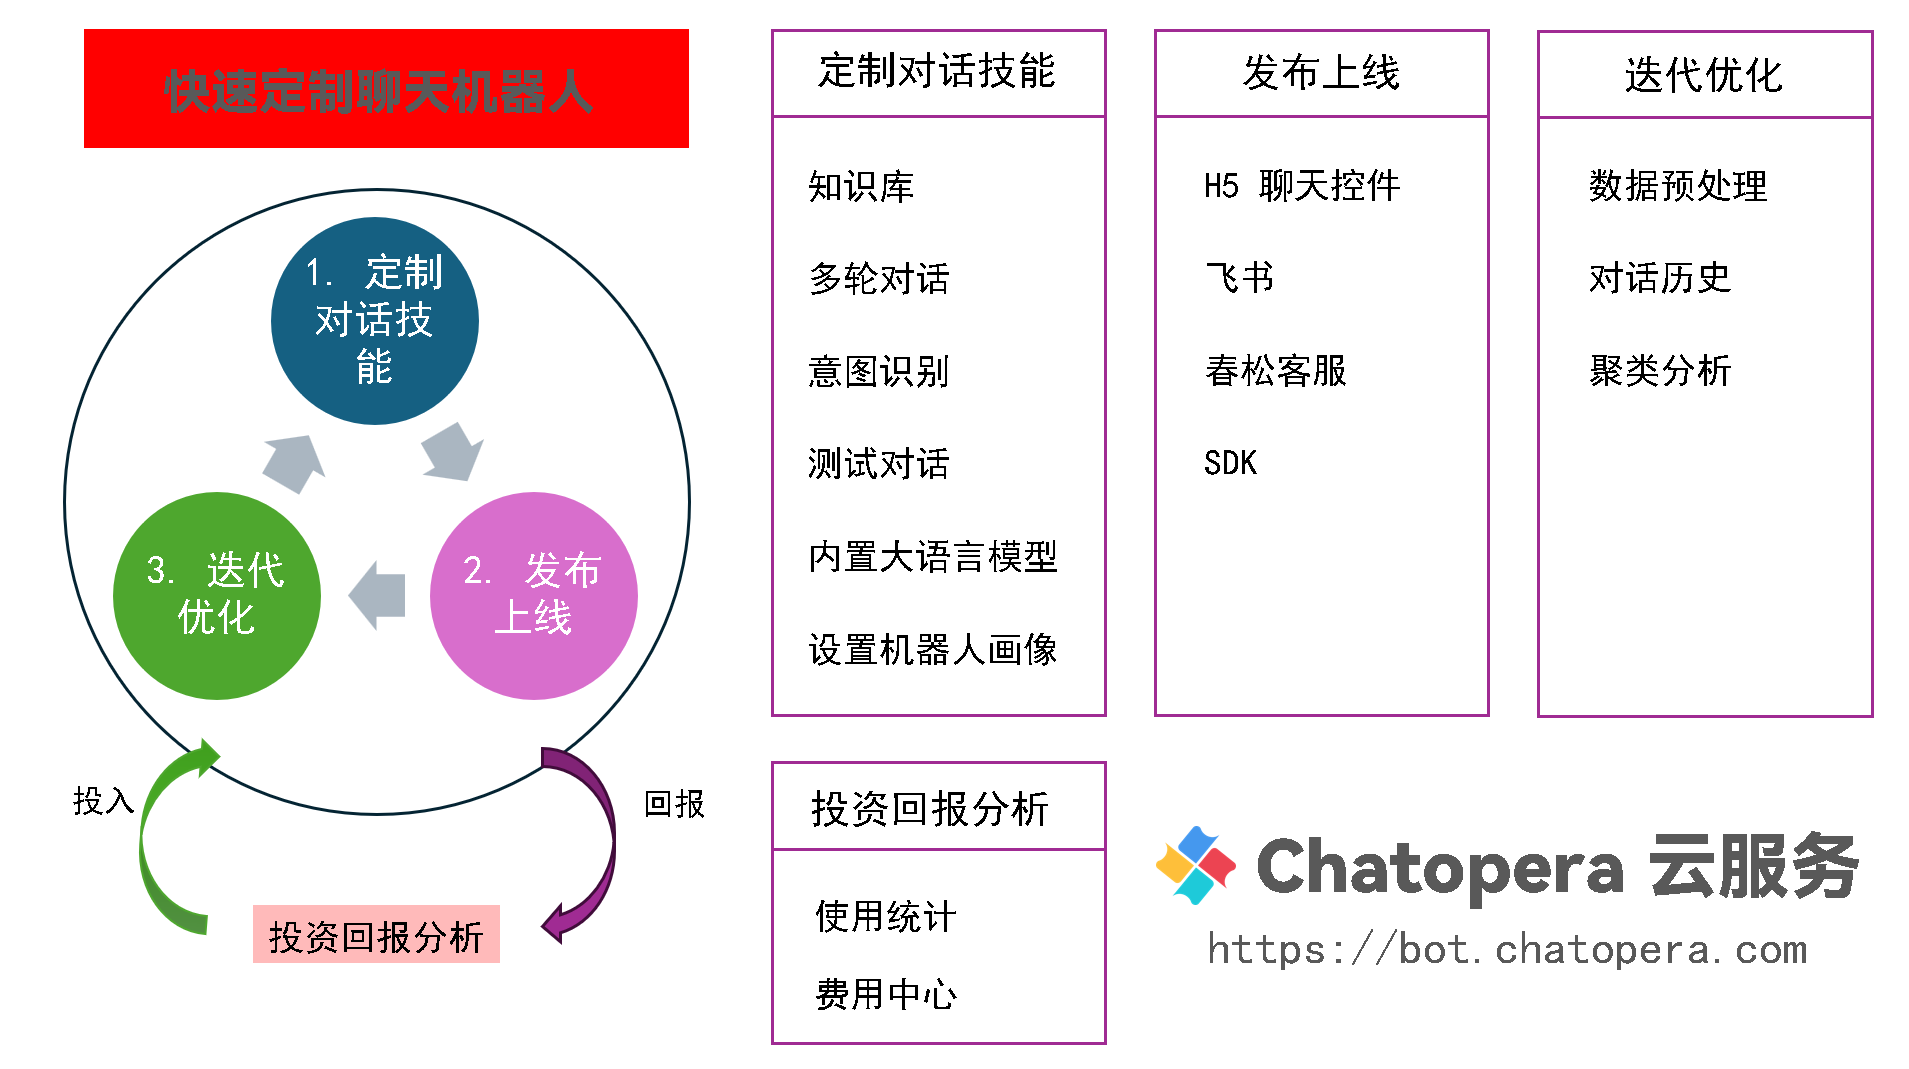 快速定制聊天机器人
1. 定制
对话技
能
3. 迭代
优化
2. 发布
上线
投入
回报
投资回报分析
定制对话技能
知识库
多轮对话
意图识别
测试对话
内置大语言模型
设置机器人画像
发布上线
H5 聊天控件
飞书
春松客服
SDK
迭代优化
数据预处理
对话历史
聚类分析
投资回报分析
使用统计
费用中心
Chatopera 云服务
https://bot.chatopera.com